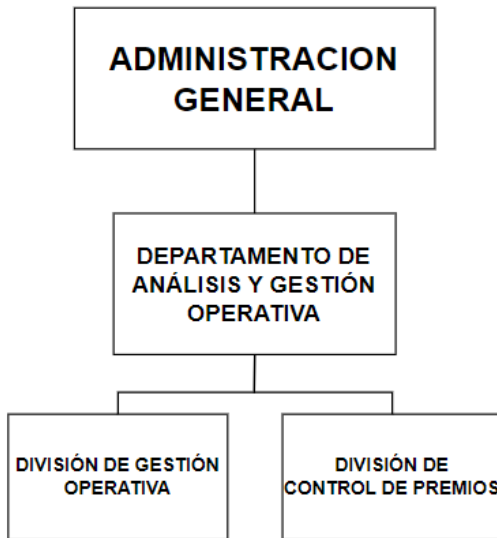 ADMINISTRACION
GENERAL
DEPARTAMENTO DE
ANÁLISIS Y GESTIÓN
OPERATIVA
DIVISIÓN DE GESTIÓN
OPERATIVA
DIVISIÓN DE
CONTROL DE PREMIOS